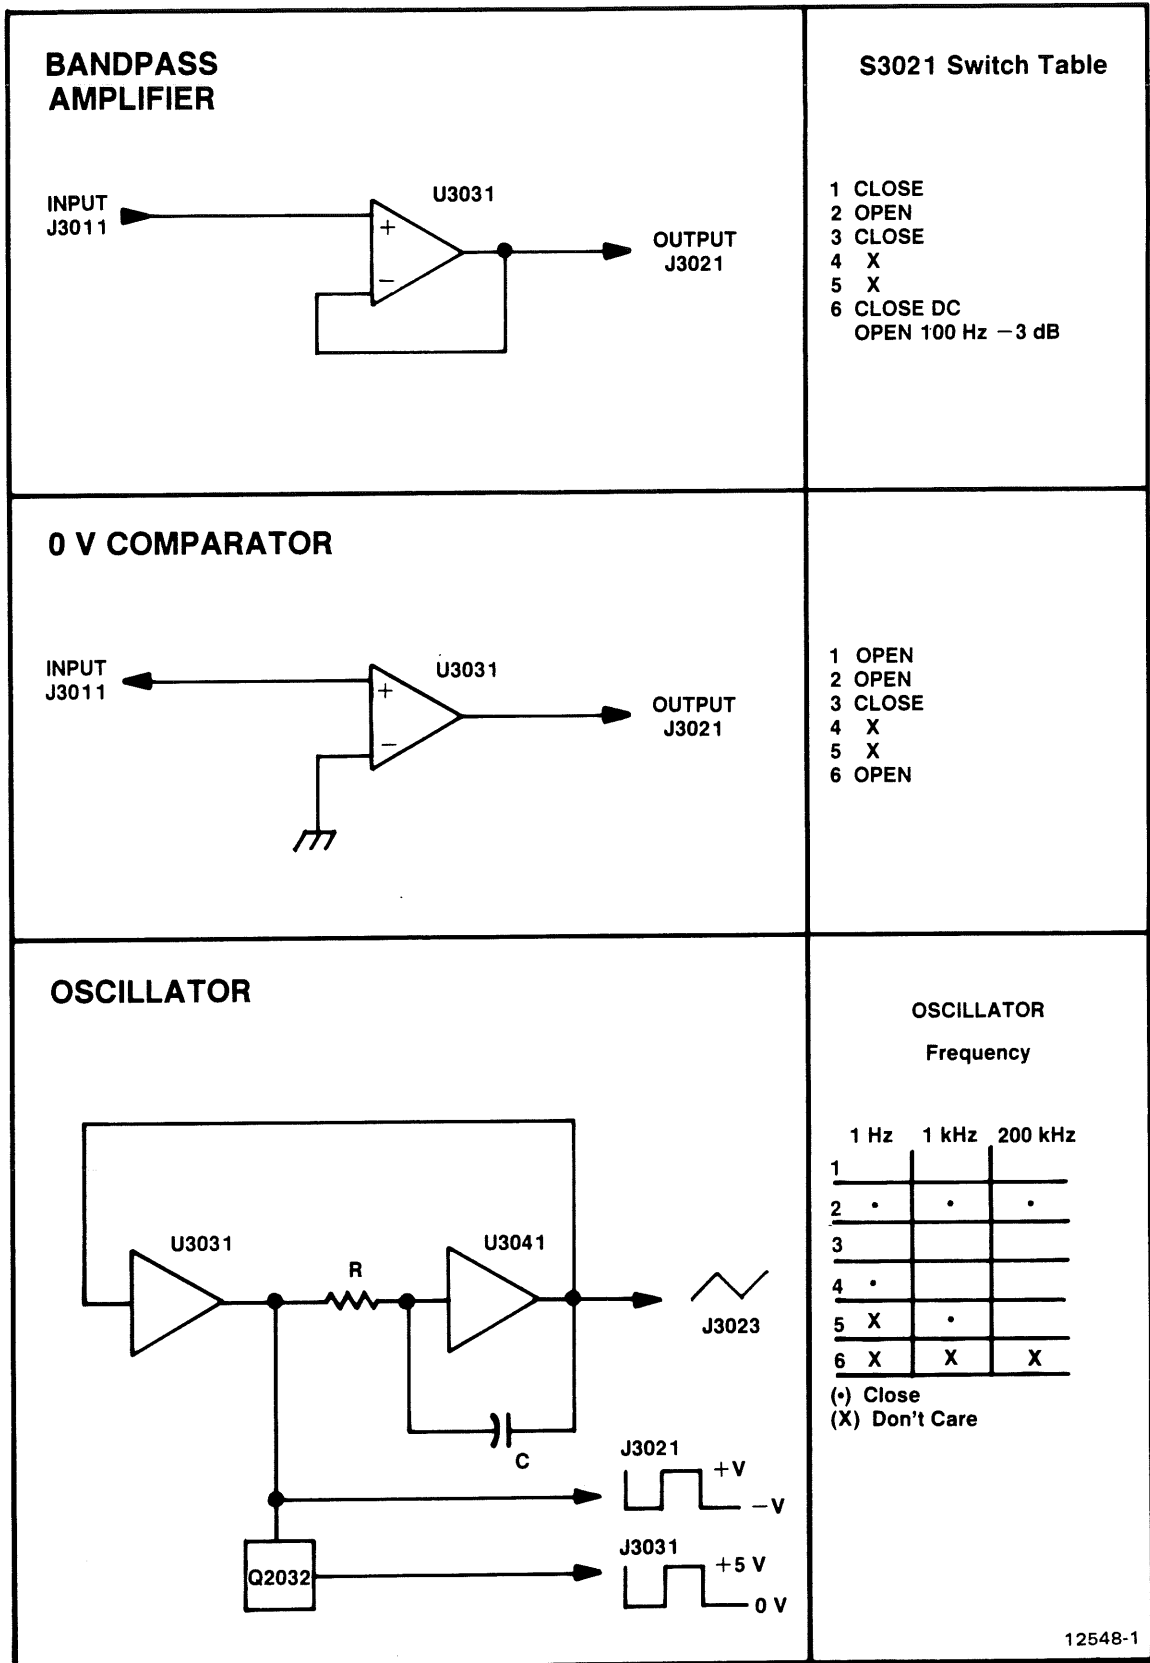 BANDPASS
AMPLIFIER
S3021 Switch Table
INPUT
J3011
U3031
+
−
OUTPUT
J3021
1 CLOSE
2 OPEN
3 CLOSE
4 X
5 X
6 CLOSE DC
OPEN 100 Hz −3 dB
0 V COMPARATOR
INPUT
J3011
U3031
+
−
OUTPUT
J3021
1 OPEN
2 OPEN
3 CLOSE
4 X
5 X
6 OPEN
OSCILLATOR
U3031
R
U3041
J3023
C
J3021
+V
−V
Q2032
J3031
+5 V
0 V
OSCILLATOR
Frequency
1 Hz 1 kHz 200 kHz
1
2 • • •
3
4 •
5 X •
6 X X X
(•) Close
(X) Don't Care
12548-1